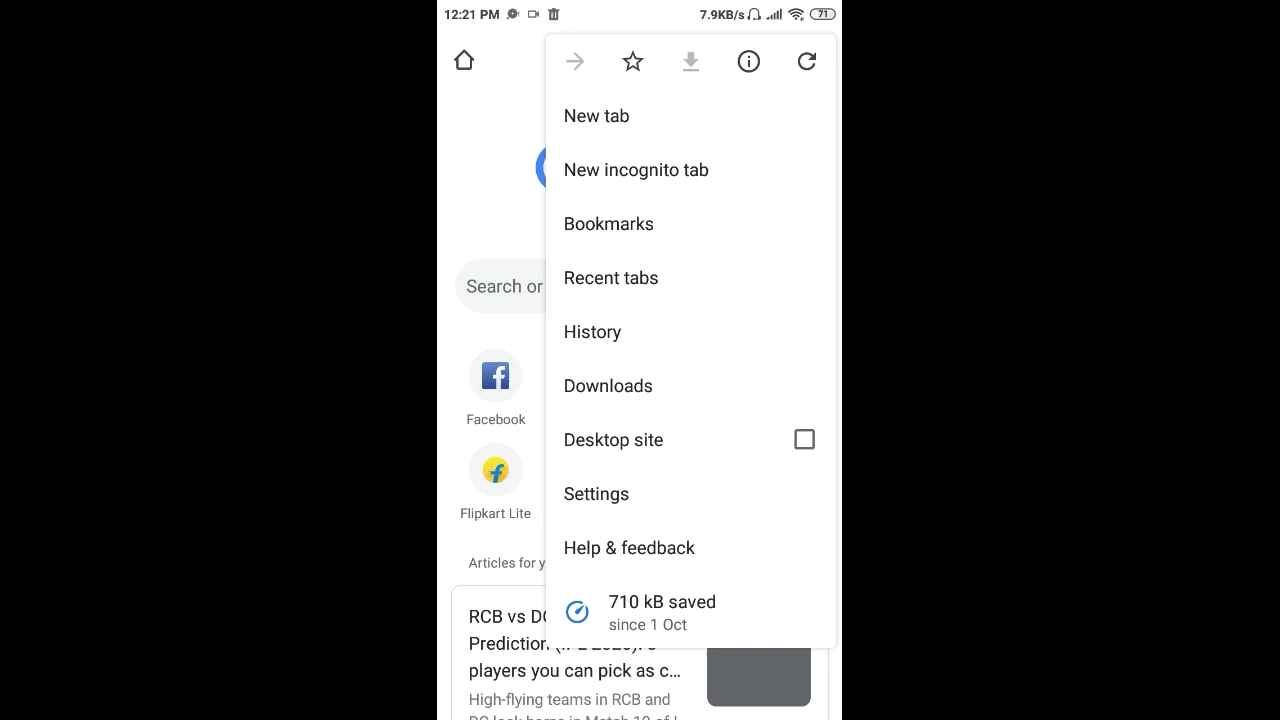 12:21 PM
7.9KB/s
71
New tab
New incognito tab
Bookmarks
Recent tabs
History
Downloads
Desktop site
Settings
Help & feedback
710 kB saved
since 1 Oct
Search or
Facebook
Flipkart Lite
Articles for y
RCB vs DC
Prediction
players you can pick as c...
High-flying teams in RCB and